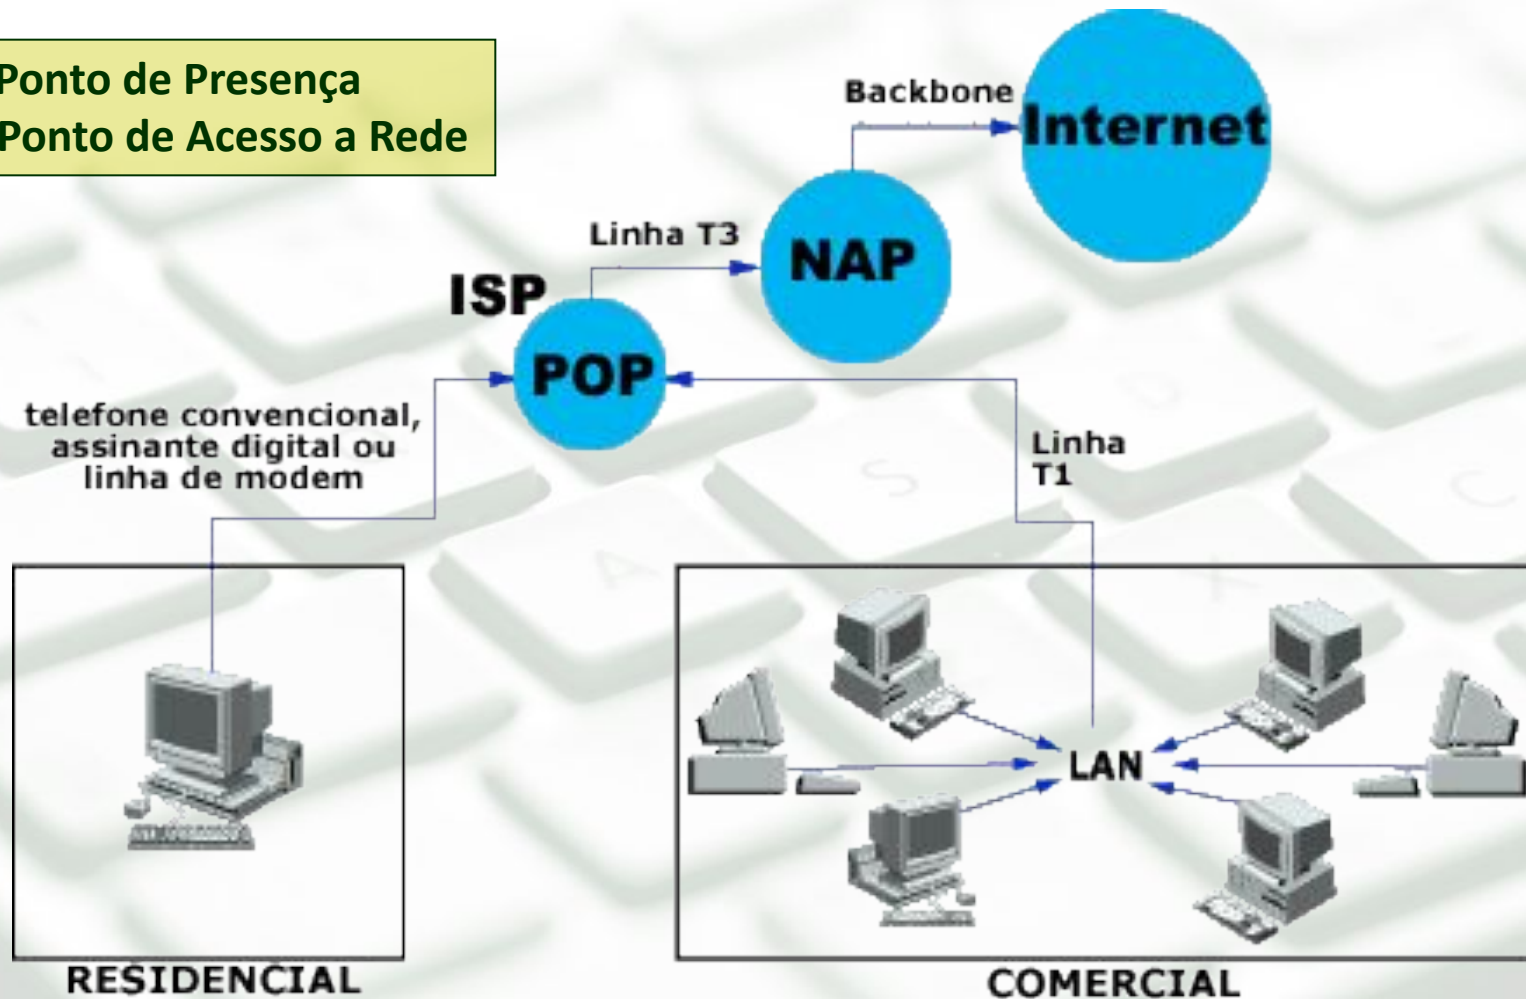 Ponto de Presença
Ponto de Acesso a Rede
Backbone
Internet
Linha T3
NAP
ISP
POP
telefone convencional,
assinante digital ou
linha de modem
Linha
T1
LAN
RESIDENCIAL
COMERCIAL